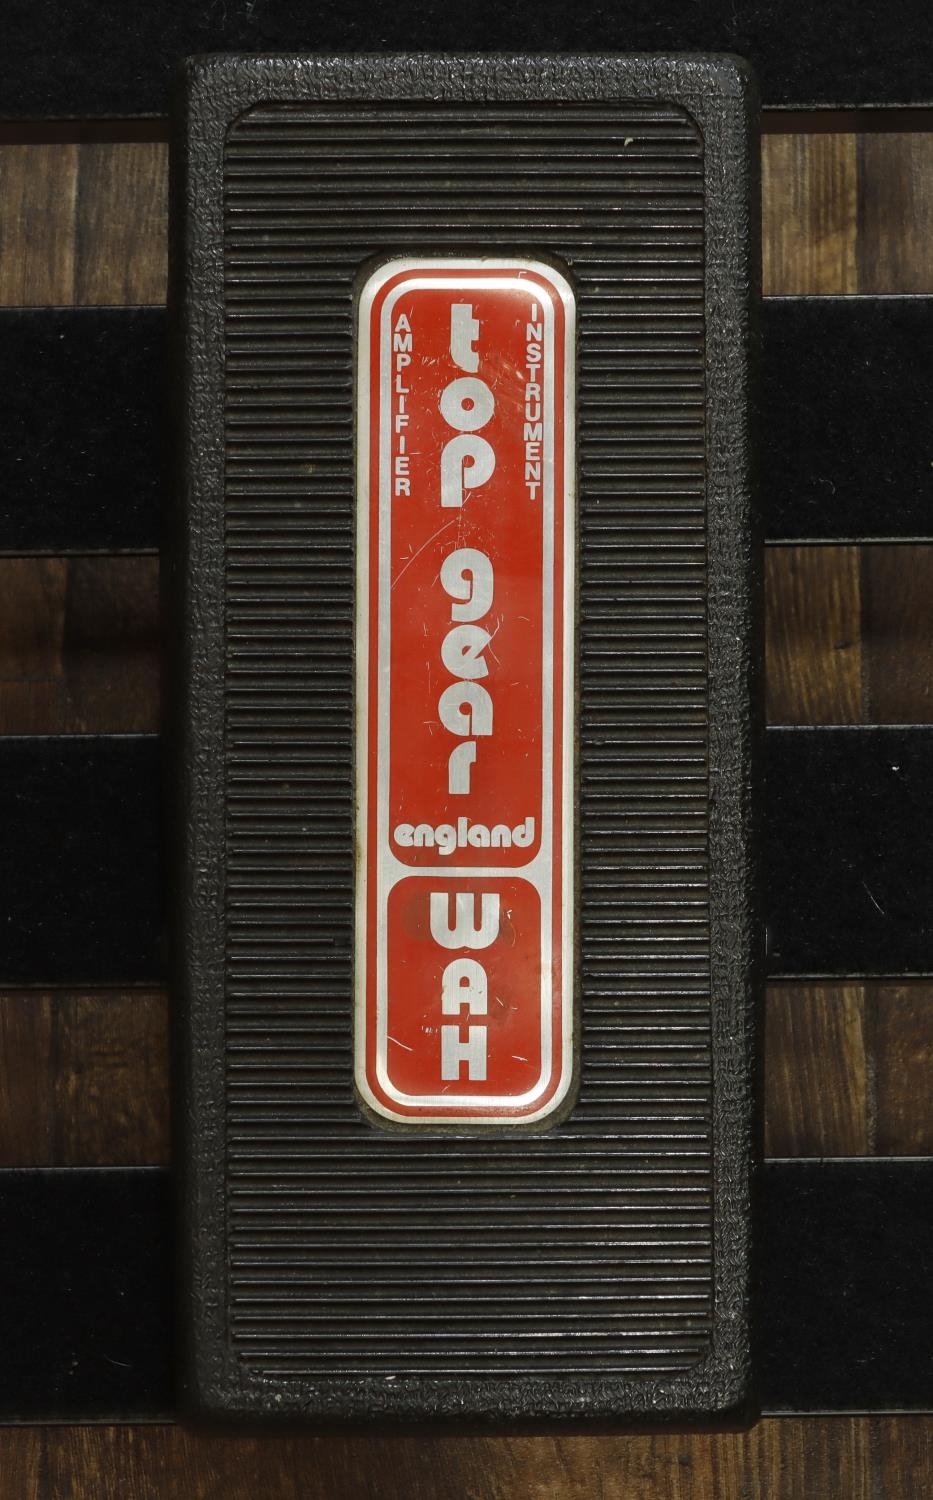 AMPLIFIER
INSTRUMENT
top gear
england
WAH